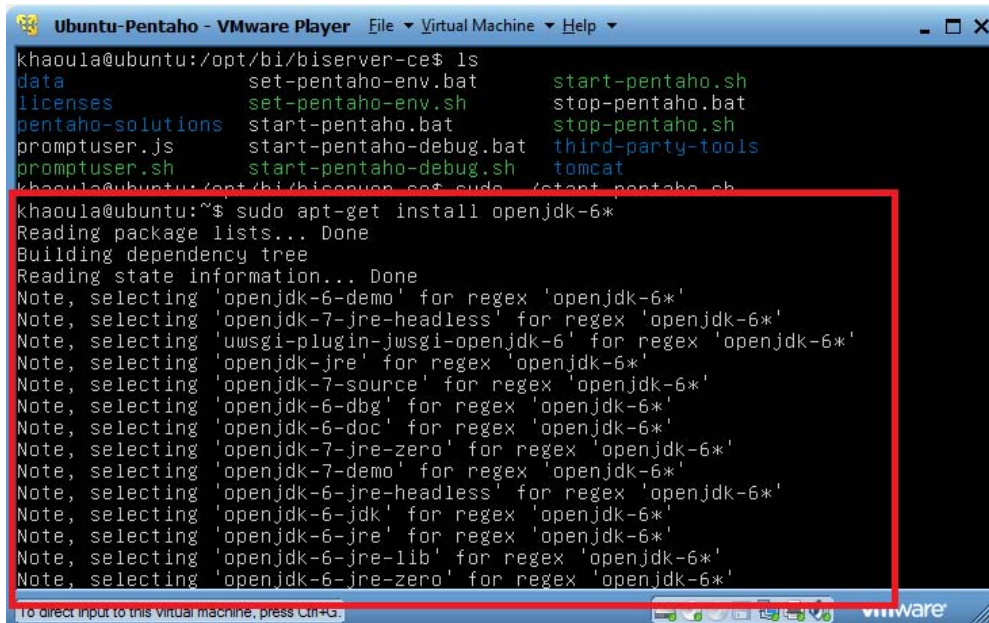 Ubuntu-Pentaho - VMware Player File Virtual Machine Help
khaoula@ubuntu:/opt/bi/biserver-ce$ ls
data set-pentaho-env.bat start-pentaho.sh
licenses set-pentaho-env.sh stop-pentaho.bat
pentaho-solutions start-pentaho.bat stop-pentaho.sh
promptuser.js start-pentaho-debug.bat third-party-tools
promptuser.sh start-pentaho-debug.sh tomcat
khaoula@ubuntu:/opt/bi/biserver-ce$ sudo ./start-pentaho.sh
khaoula@ubuntu:~$ sudo apt-get install openjdk-6*
Reading package lists... Done
Building dependency tree
Reading state information... Done
Note, selecting 'openjdk-6-demo' for regex 'openjdk-6*'
Note, selecting 'openjdk-7-jre-headless' for regex 'openjdk-6*'
Note, selecting 'uwsgi-plugin-jwsgi-openjdk-6' for regex 'openjdk-6*'
Note, selecting 'openjdk-jre' for regex 'openjdk-6*'
Note, selecting 'openjdk-7-source' for regex 'openjdk-6*'
Note, selecting 'openjdk-6-dbg' for regex 'openjdk-6*'
Note, selecting 'openjdk-6-doc' for regex 'openjdk-6*'
Note, selecting 'openjdk-7-jre-zero' for regex 'openjdk-6*'
Note, selecting 'openjdk-7-demo' for regex 'openjdk-6*'
Note, selecting 'openjdk-6-jre-headless' for regex 'openjdk-6*'
Note, selecting 'openjdk-6-jdk' for regex 'openjdk-6*'
Note, selecting 'openjdk-6-jre' for regex 'openjdk-6*'
Note, selecting 'openjdk-6-jre-lib' for regex 'openjdk-6*'
Note, selecting 'openjdk-6-jre-zero' for regex 'openjdk-6*'
To direct input to this virtual machine, press Ctrl+G. vmware